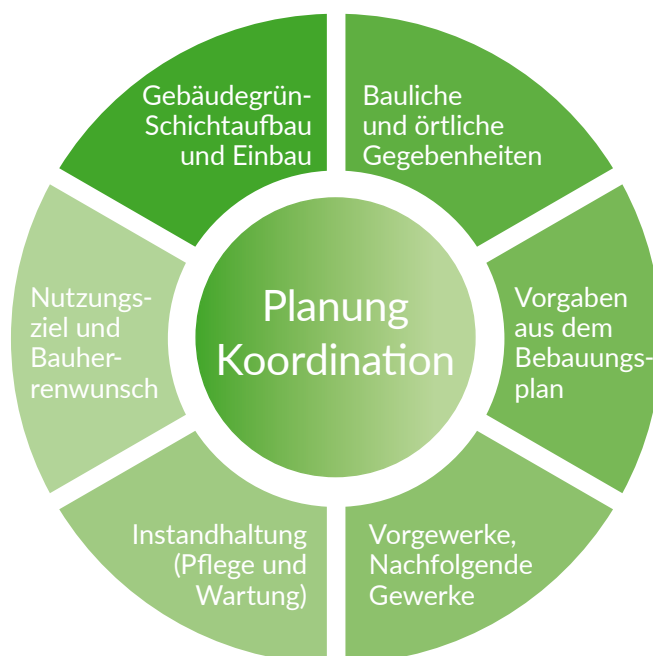 Gebäudegrün-
Schichtaufbau
und Einbau
Bauliche
und örtliche
Gegebenheiten
Nutzungs-
ziel und
Bauher-
renwunsch
Planung
Koordination
Vorgaben
aus dem
Bebauungs-
plan
Instandhaltung
(Pflege und
Wartung)
Vorgewerke,
Nachfolgende
Gewerke